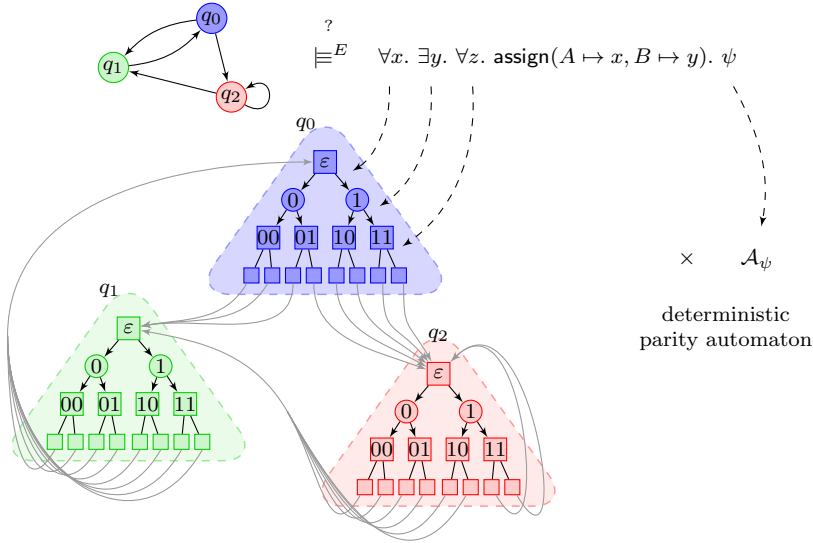 q₀
q₁
q₂
?
|≡ᴱ ∀x. ∃y. ∀z. assign(A ↦ x, B ↦ y). ψ
q₀
ε
0 1
00 01 10 11
× 𝒜_ψ
deterministic
parity automaton
q₁
ε
0 1
00 01 10 11
q₂
ε
0 1
00 01 10 11